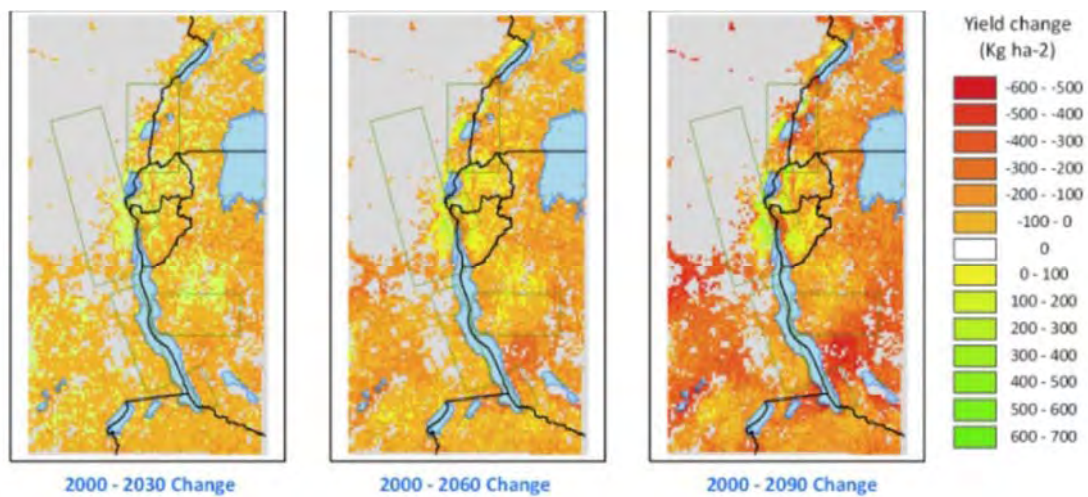 Yield change
(Kg ha-2)
-600 - -500
-500 - -400
-400 - -300
-300 - -200
-200 - -100
-100 - 0
0
0 - 100
100 - 200
200 - 300
300 - 400
400 - 500
500 - 600
600 - 700
2000 - 2030 Change
2000 - 2060 Change
2000 - 2090 Change